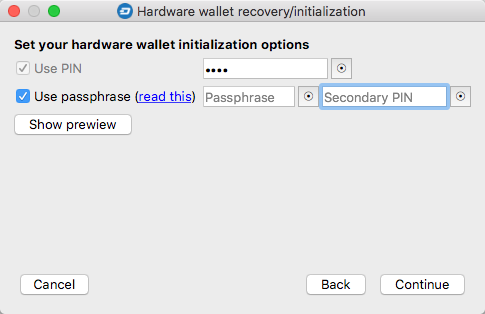 Hardware wallet recovery/initialization
Set your hardware wallet initialization options
Use PIN ••••
Use passphrase (read this) Passphrase Secondary PIN
Show prewiew
Cancel Back Continue